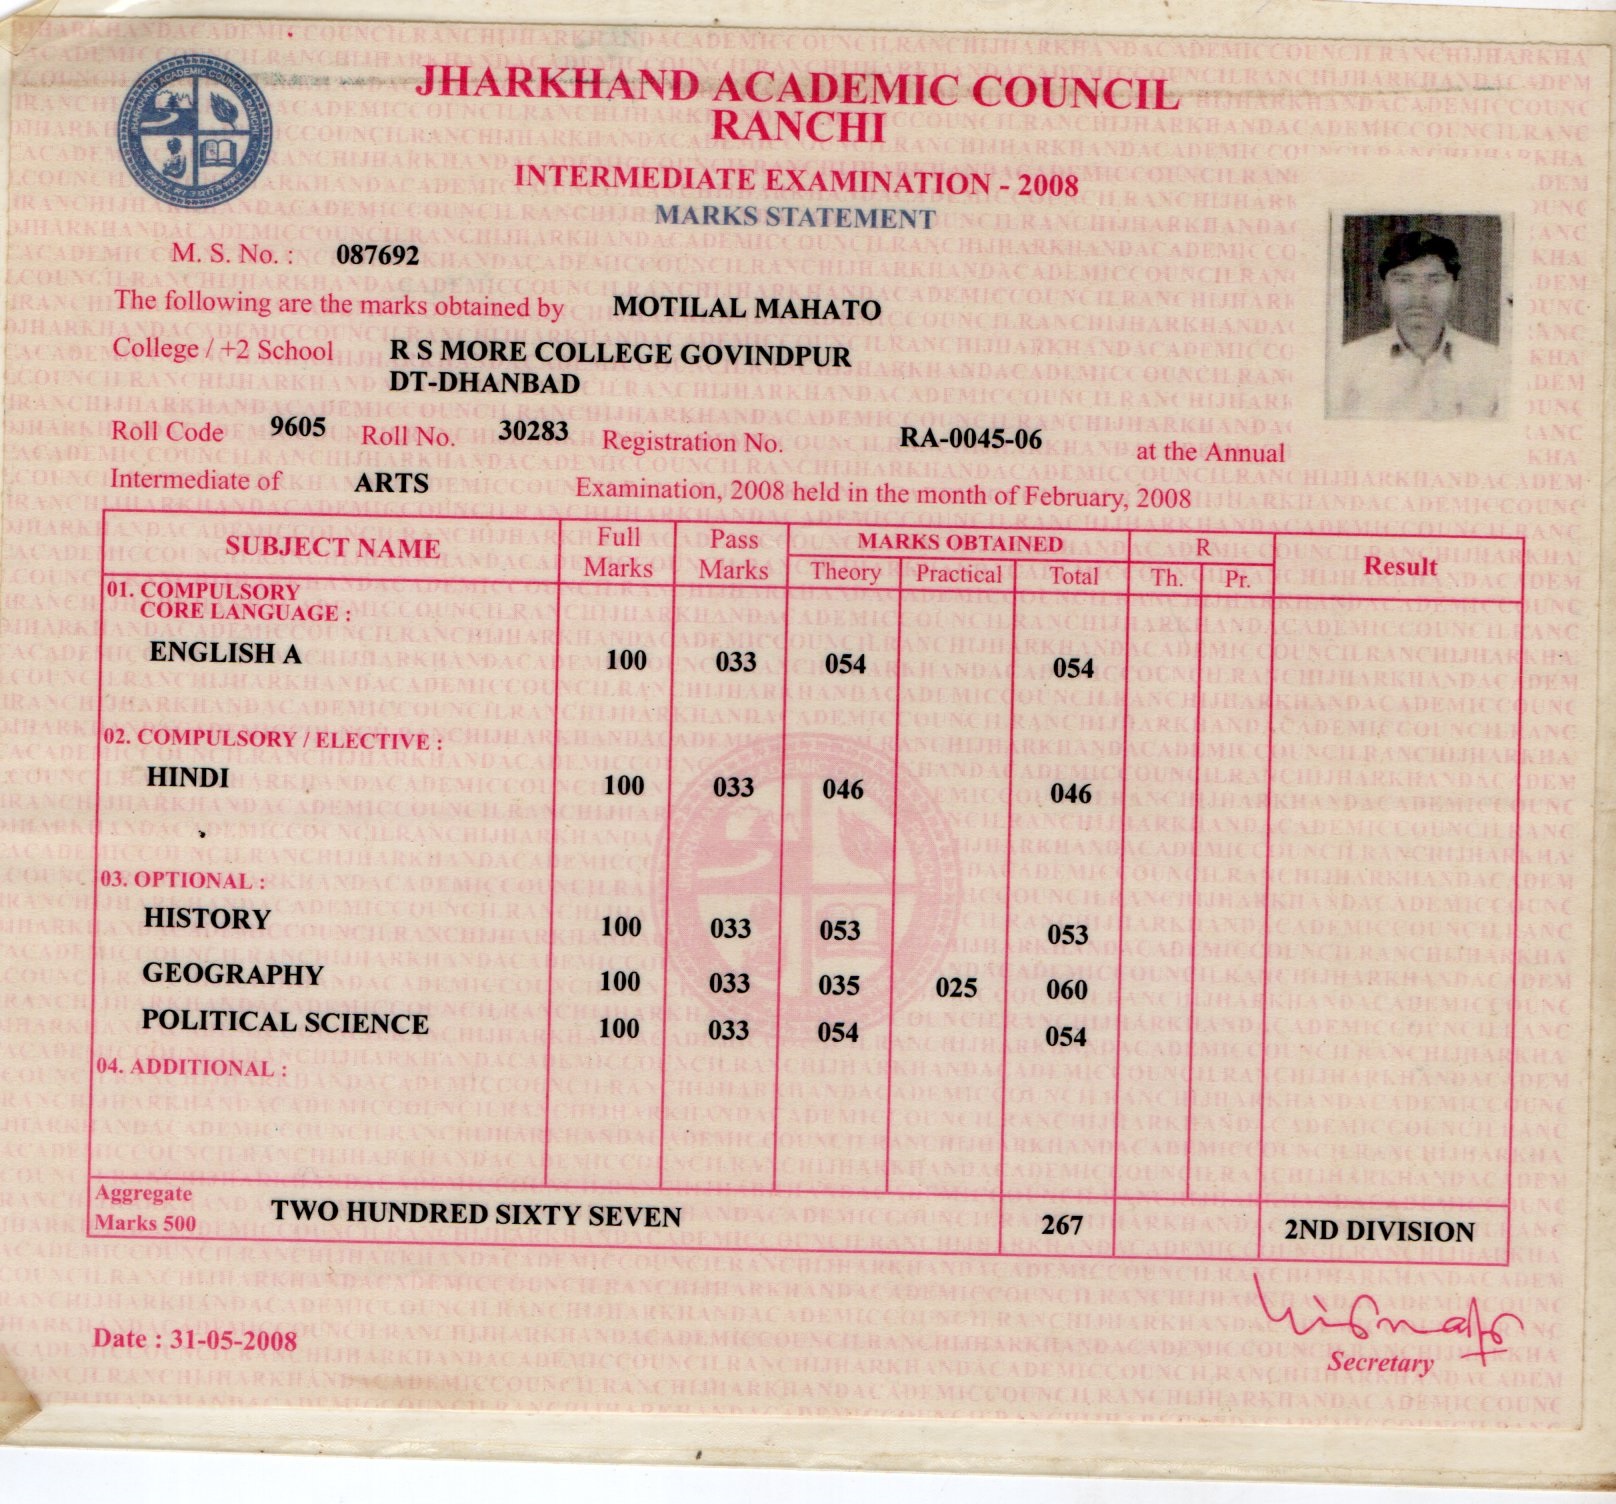 JHARKHAND ACADEMIC COUNCIL
RANCHI
INTERMEDIATE EXAMINATION - 2008
MARKS STATEMENT
M. S. No. : 087692
The following are the marks obtained by MOTILAL MAHATO
College / +2 School R S MORE COLLEGE GOVINDPUR
DT-DHANBAD
Roll Code 9605 Roll No. 30283 Registration No. RA-0045-06 at the Annual
Intermediate of ARTS Examination, 2008 held in the month of February, 2008
SUBJECT NAME Full Marks Pass Marks MARKS OBTAINED R Result
Theory Practical Total Th. Pr.
01. COMPULSORY
CORE LANGUAGE :
ENGLISH A 100 033 054 054
02. COMPULSORY / ELECTIVE :
HINDI 100 033 046 046
03. OPTIONAL :
HISTORY 100 033 053 053
GEOGRAPHY 100 033 035 025 060
POLITICAL SCIENCE 100 033 054 054
04. ADDITIONAL :
Aggregate
Marks 500 TWO HUNDRED SIXTY SEVEN 267 2ND DIVISION
Date : 31-05-2008
Secretary